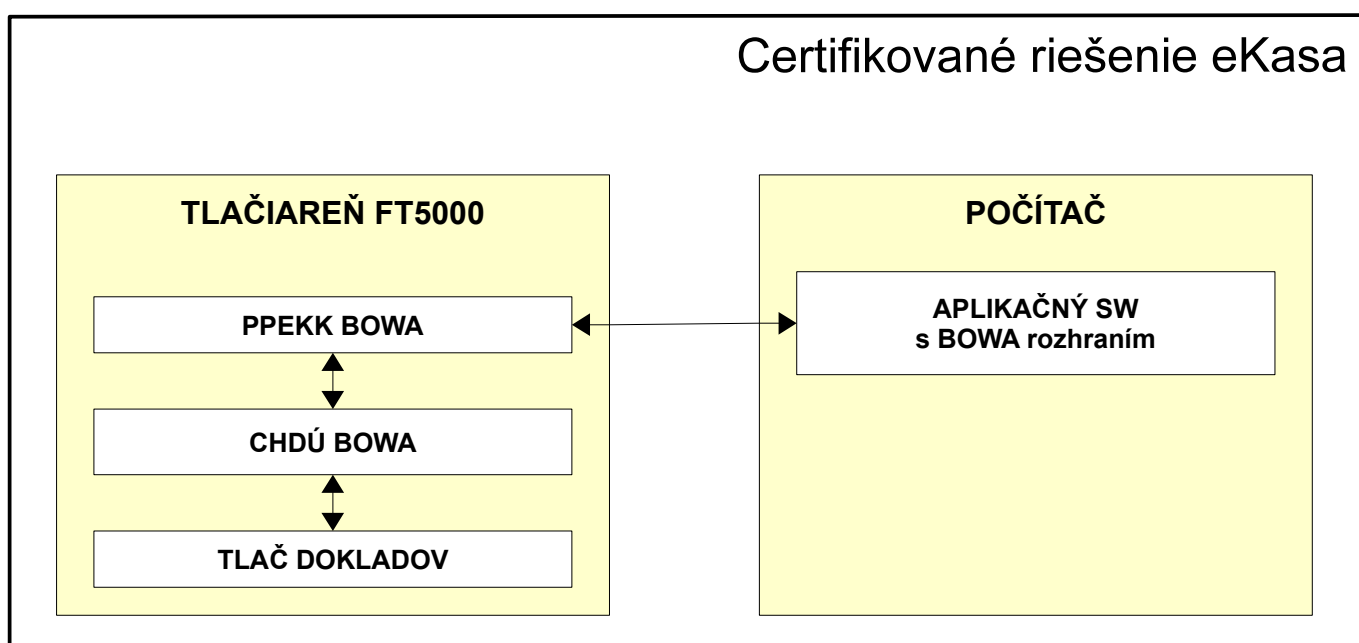 Certifikované riešenie eKasa
TLAČIAREŇ FT5000
PPEKK BOWA
CHDÚ BOWA
TLAČ DOKLADOV
POČÍTAČ
APLIKAČNÝ SW
s BOWA rozhraním